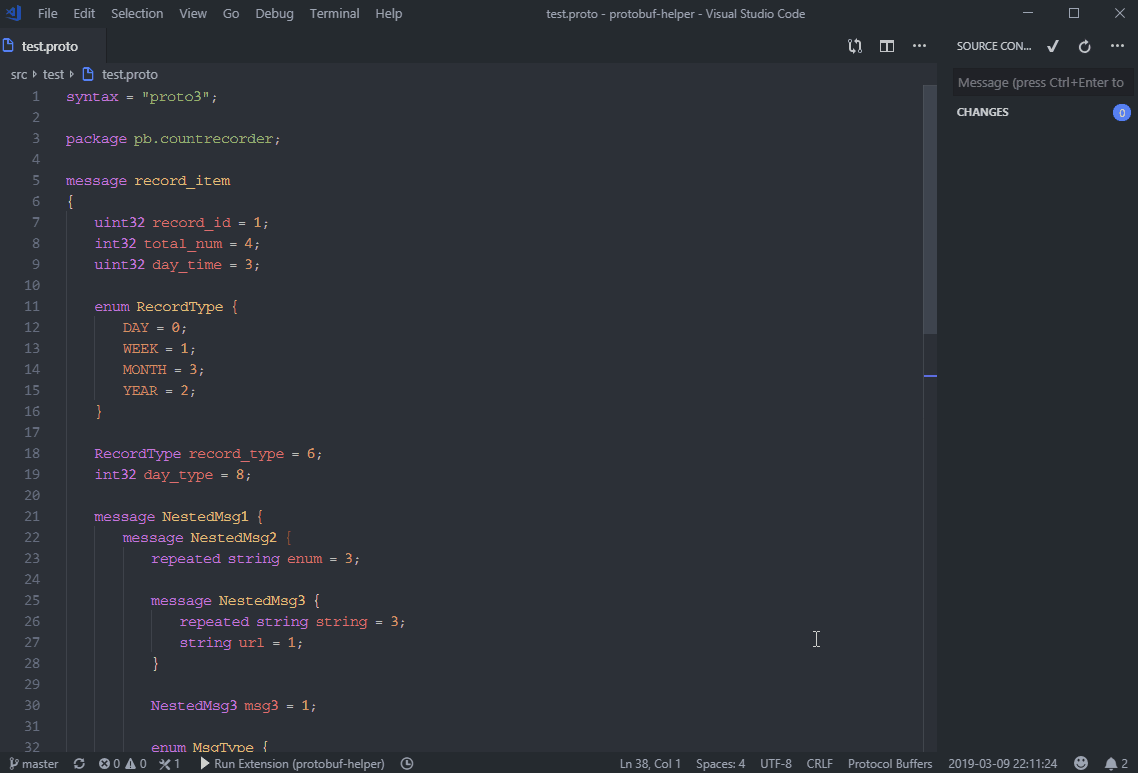 File Edit Selection View Go Debug Terminal Help test.proto - protobuf-helper - Visual Studio Code
test.proto SOURCE CON...
src test test.proto Message (press Ctrl+Enter to
CHANGES 0
1 syntax = "proto3";
2
3 package pb.countrecorder;
4
5 message record_item
6 {
7 uint32 record_id = 1;
8 int32 total_num = 4;
9 uint32 day_time = 3;
10
11 enum RecordType {
12 DAY = 0;
13 WEEK = 1;
14 MONTH = 3;
15 YEAR = 2;
16 }
17
18 RecordType record_type = 6;
19 int32 day_type = 8;
20
21 message NestedMsg1 {
22 message NestedMsg2 {
23 repeated string enum = 3;
24
25 message NestedMsg3 {
26 repeated string string = 3;
27 string url = 1;
28 }
29
30 NestedMsg3 msg3 = 1;
31
32 enum MsgType {
master 0 0 1 Run Extension (protobuf-helper) Ln 38, Col 1 Spaces: 4 UTF-8 CRLF Protocol Buffers 2019-03-09 22:11:24 2